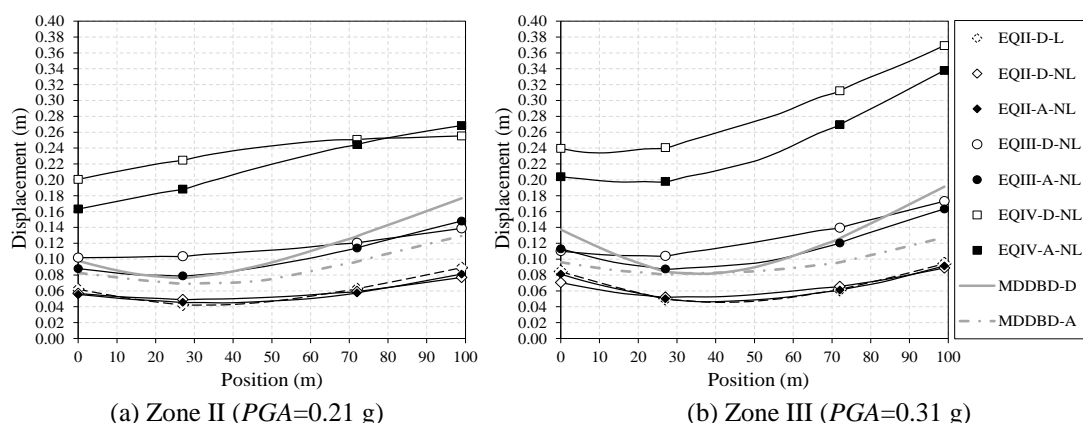 0.40
0.38
0.36
0.34
0.32
0.30
0.28
0.26
0.24
0.22
0.20
0.18
0.16
0.14
0.12
0.10
0.08
0.06
0.04
0.02
0.00
Displacement (m)
0 10 20 30 40 50 60 70 80 90 100
Position (m)
(a) Zone II (PGA=0.21 g)
0.40
0.38
0.36
0.34
0.32
0.30
0.28
0.26
0.24
0.22
0.20
0.18
0.16
0.14
0.12
0.10
0.08
0.06
0.04
0.02
0.00
Displacement (m)
0 10 20 30 40 50 60 70 80 90 100
Position (m)
(b) Zone III (PGA=0.31 g)
EQII-D-L
EQII-D-NL
EQII-A-NL
EQIII-D-NL
EQIII-A-NL
EQIV-D-NL
EQIV-A-NL
MDDBD-D
MDDBD-A